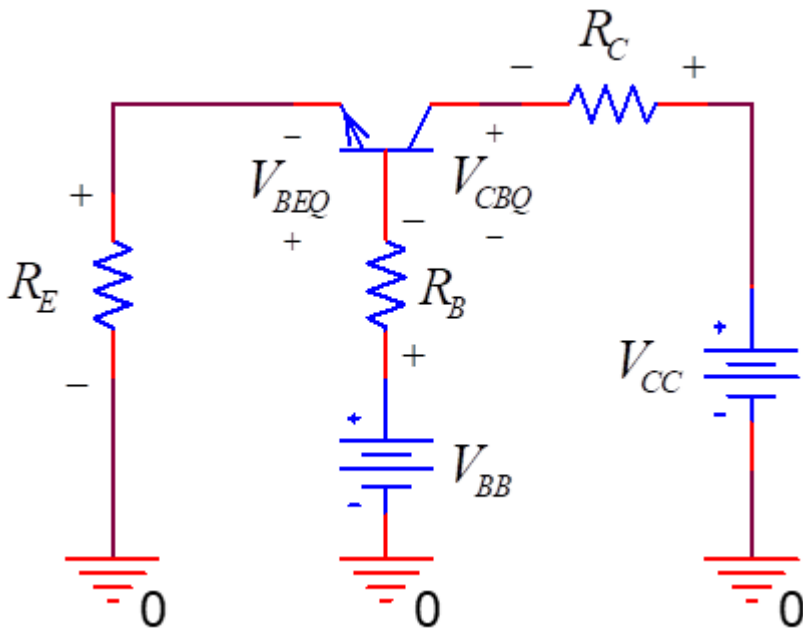 R_C
− +
− +
V_BEQ V_CBQ
+ − −
+
R_E R_B
− +
V_CC
+
-
+
V_BB
-
0 0 0